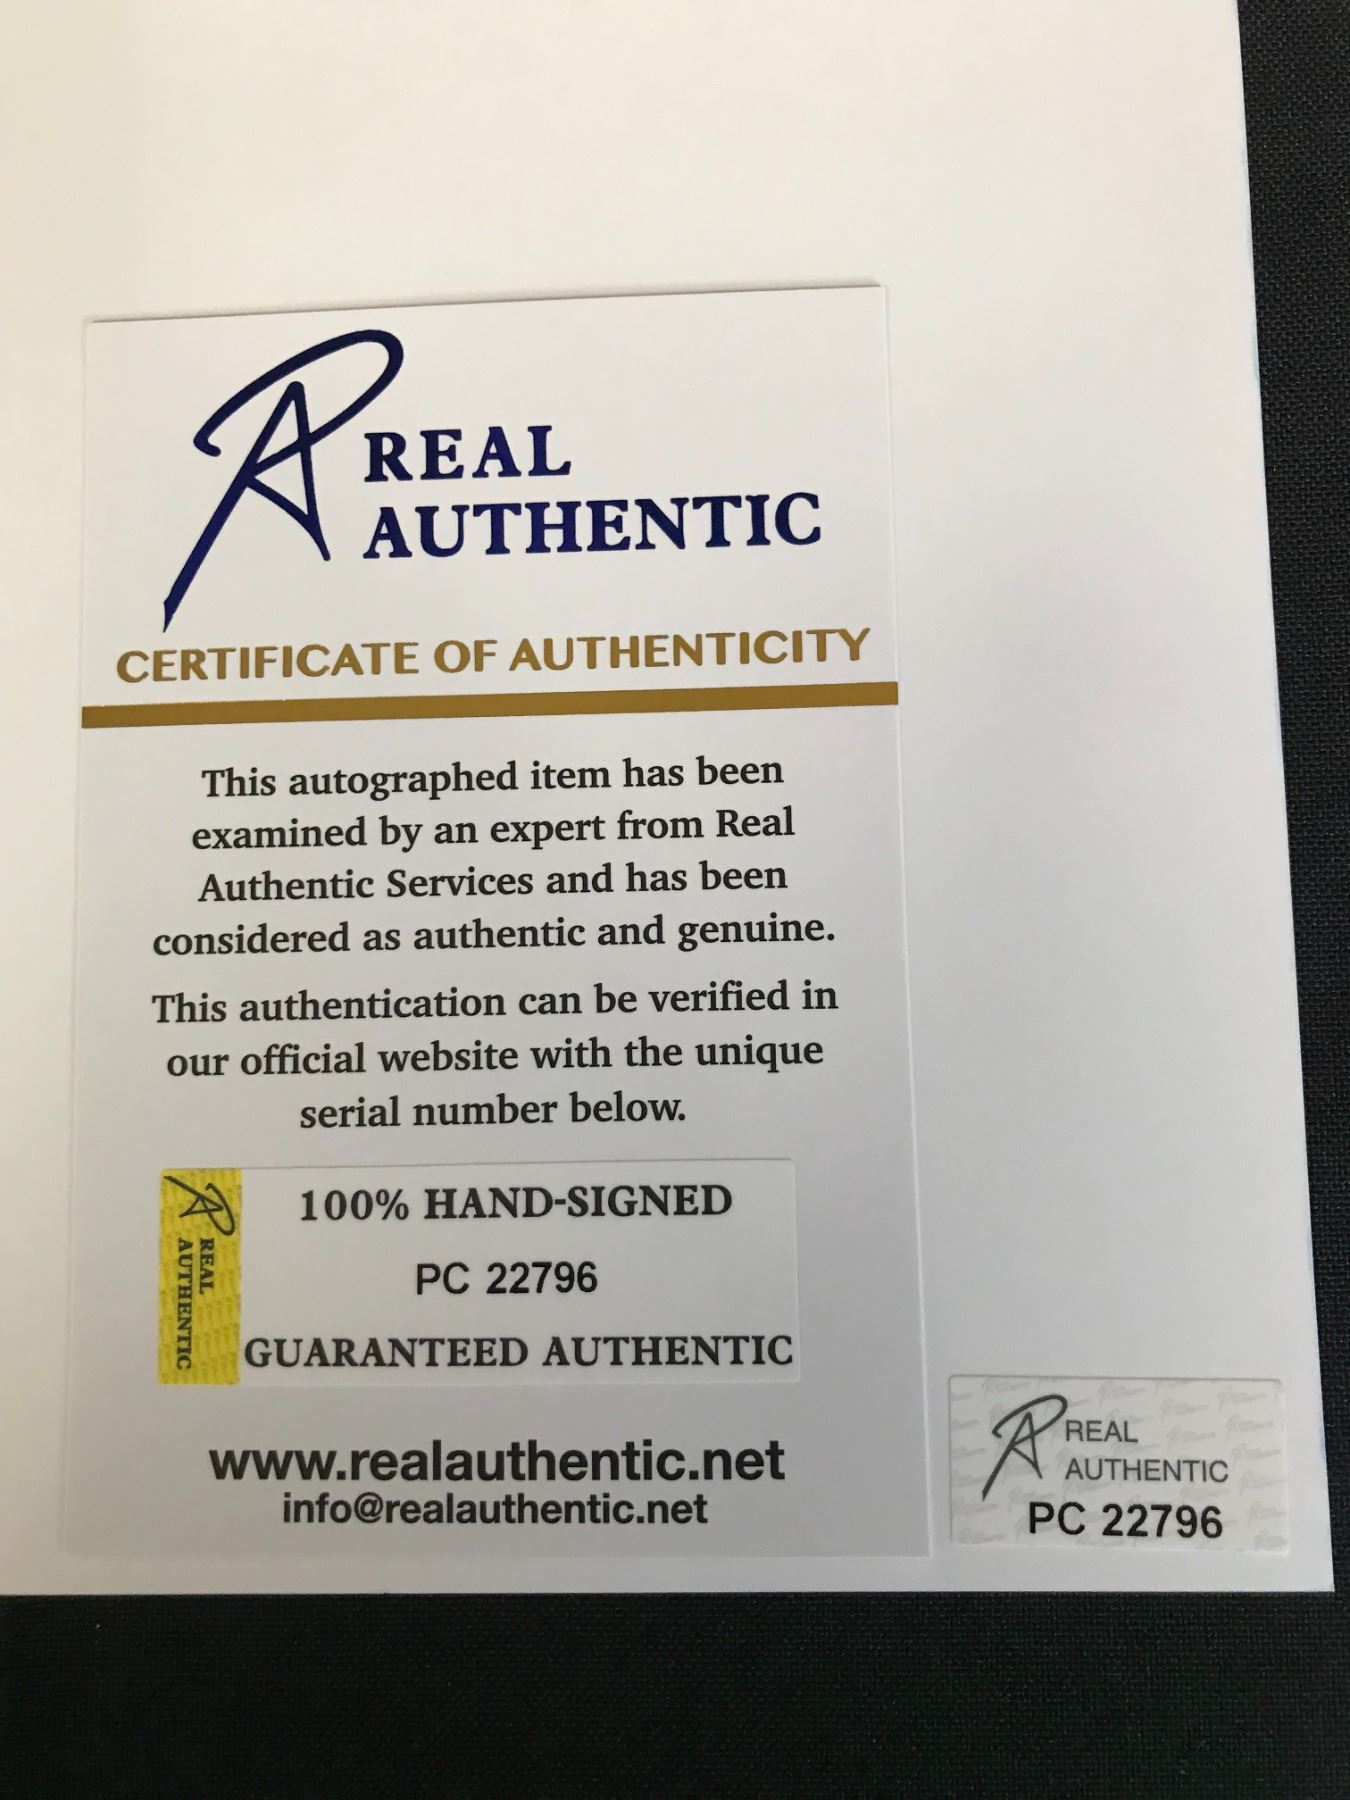 REAL
AUTHENTIC
CERTIFICATE OF AUTHENTICITY
This autographed item has been
examined by an expert from Real
Authentic Services and has been
considered as authentic and genuine.
This authentication can be verified in
our official website with the unique
serial number below.
REAL
AUTHENTIC
100% HAND-SIGNED
PC 22796
GUARANTEED AUTHENTIC
www.realauthentic.net
info@realauthentic.net
REAL
AUTHENTIC
PC 22796